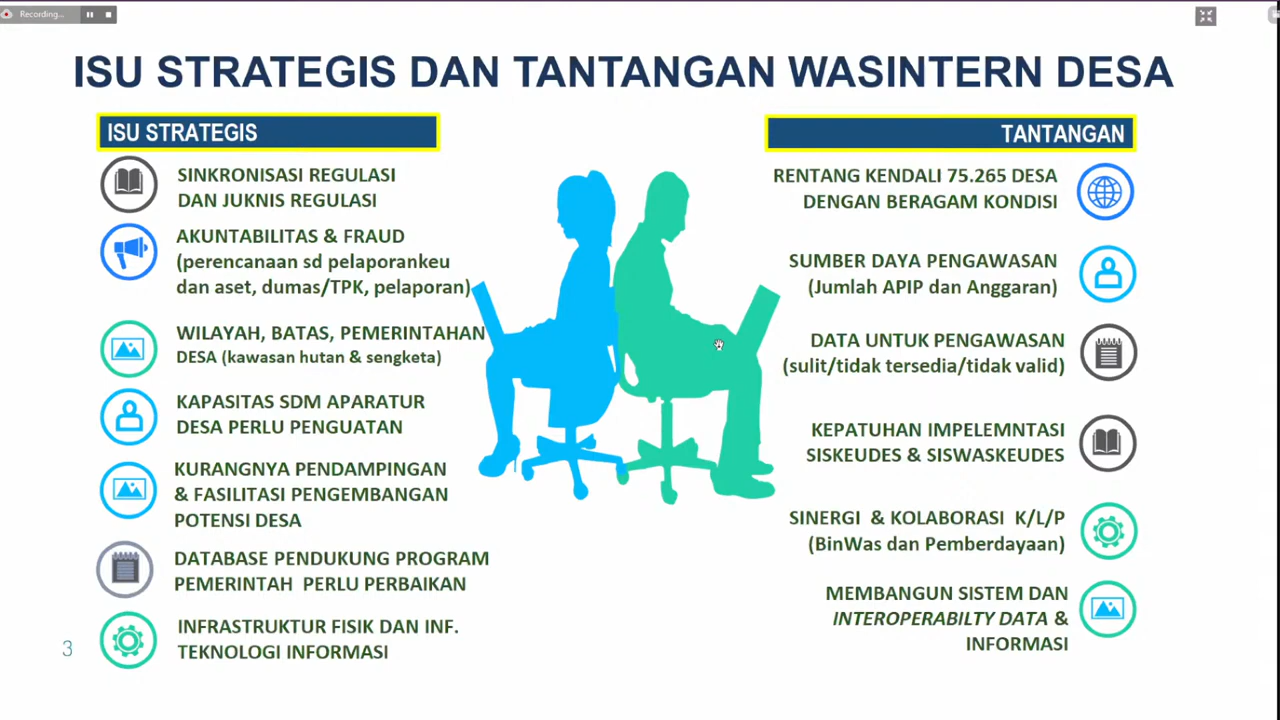 Recording...
ISU STRATEGIS DAN TANTANGAN WASINTERN DESA
ISU STRATEGIS
SINKRONISASI REGULASI
DAN JUKNIS REGULASI
AKUNTABILITAS & FRAUD
(perencanaan sd pelaporankeu
dan aset, dumas/TPK, pelaporan)
WILAYAH, BATAS, PEMERINTAHAN
DESA (kawasan hutan & sengketa)
KAPASITAS SDM APARATUR
DESA PERLU PENGUATAN
KURANGNYA PENDAMPINGAN
& FASILITASI PENGEMBANGAN
POTENSI DESA
DATABASE PENDUKUNG PROGRAM
PEMERINTAH PERLU PERBAIKAN
INFRASTRUKTUR FISIK DAN INF.
TEKNOLOGI INFORMASI
TANTANGAN
RENTANG KENDALI 75.265 DESA
DENGAN BERAGAM KONDISI
SUMBER DAYA PENGAWASAN
(Jumlah APIP dan Anggaran)
DATA UNTUK PENGAWASAN
(sulit/tidak tersedia/tidak valid)
KEPATUHAN IMPELEMNTASI
SISKEUDES & SISWASKEUDES
SINERGI & KOLABORASI K/L/P
(BinWas dan Pemberdayaan)
MEMBANGUN SISTEM DAN
INTEROPERABILTY DATA &
INFORMASI
3